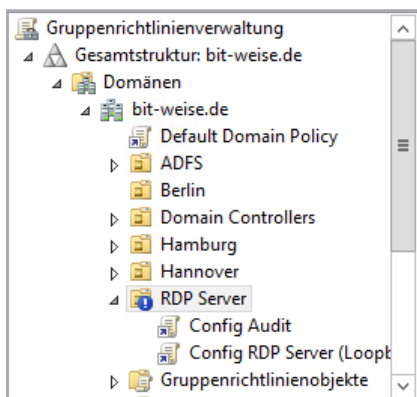 Gruppenrichtlinienverwaltung
Gesamtstruktur: bit-weise.de
Domänen
bit-weise.de
Default Domain Policy
ADFS
Berlin
Domain Controllers
Hamburg
Hannover
RDP Server
Config Audit
Config RDP Server (Loopb
Gruppenrichtlinienobjekte